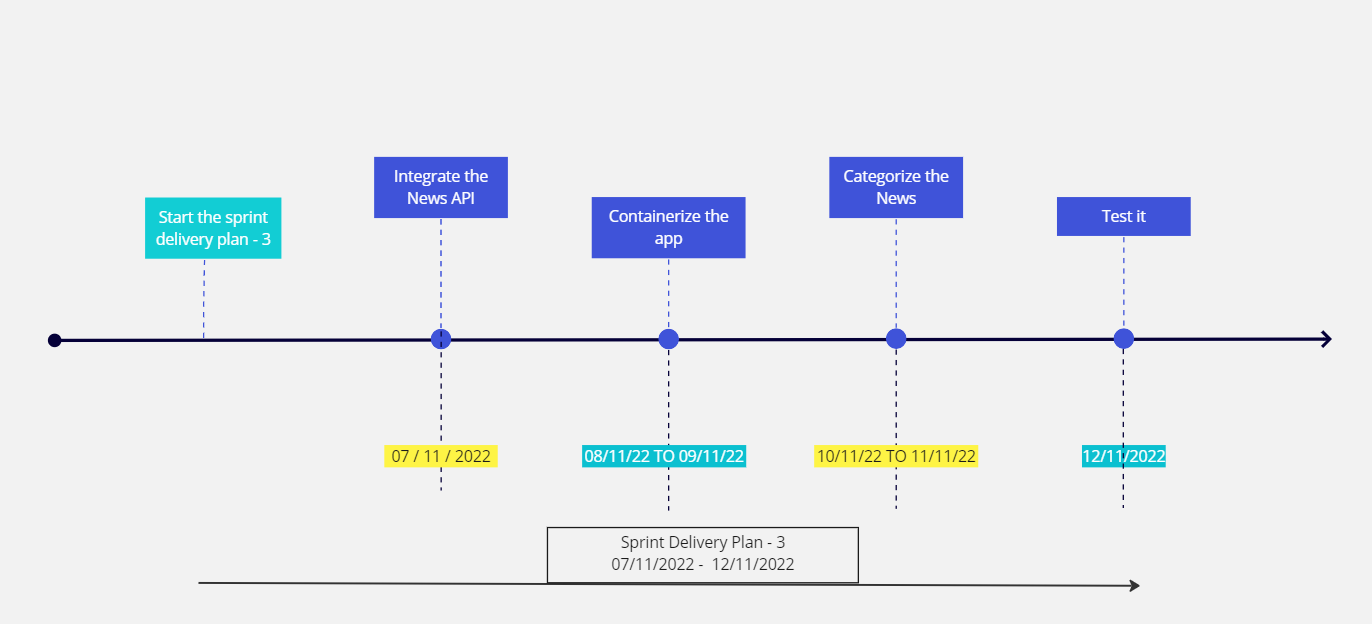 Start the sprint
delivery plan - 3
Integrate the
News API
Containerize the
app
Categorize the
News
Test it
07 / 11 / 2022
08/11/22 TO 09/11/22
10/11/22 TO 11/11/22
12/11/2022
Sprint Delivery Plan - 3
07/11/2022 - 12/11/2022